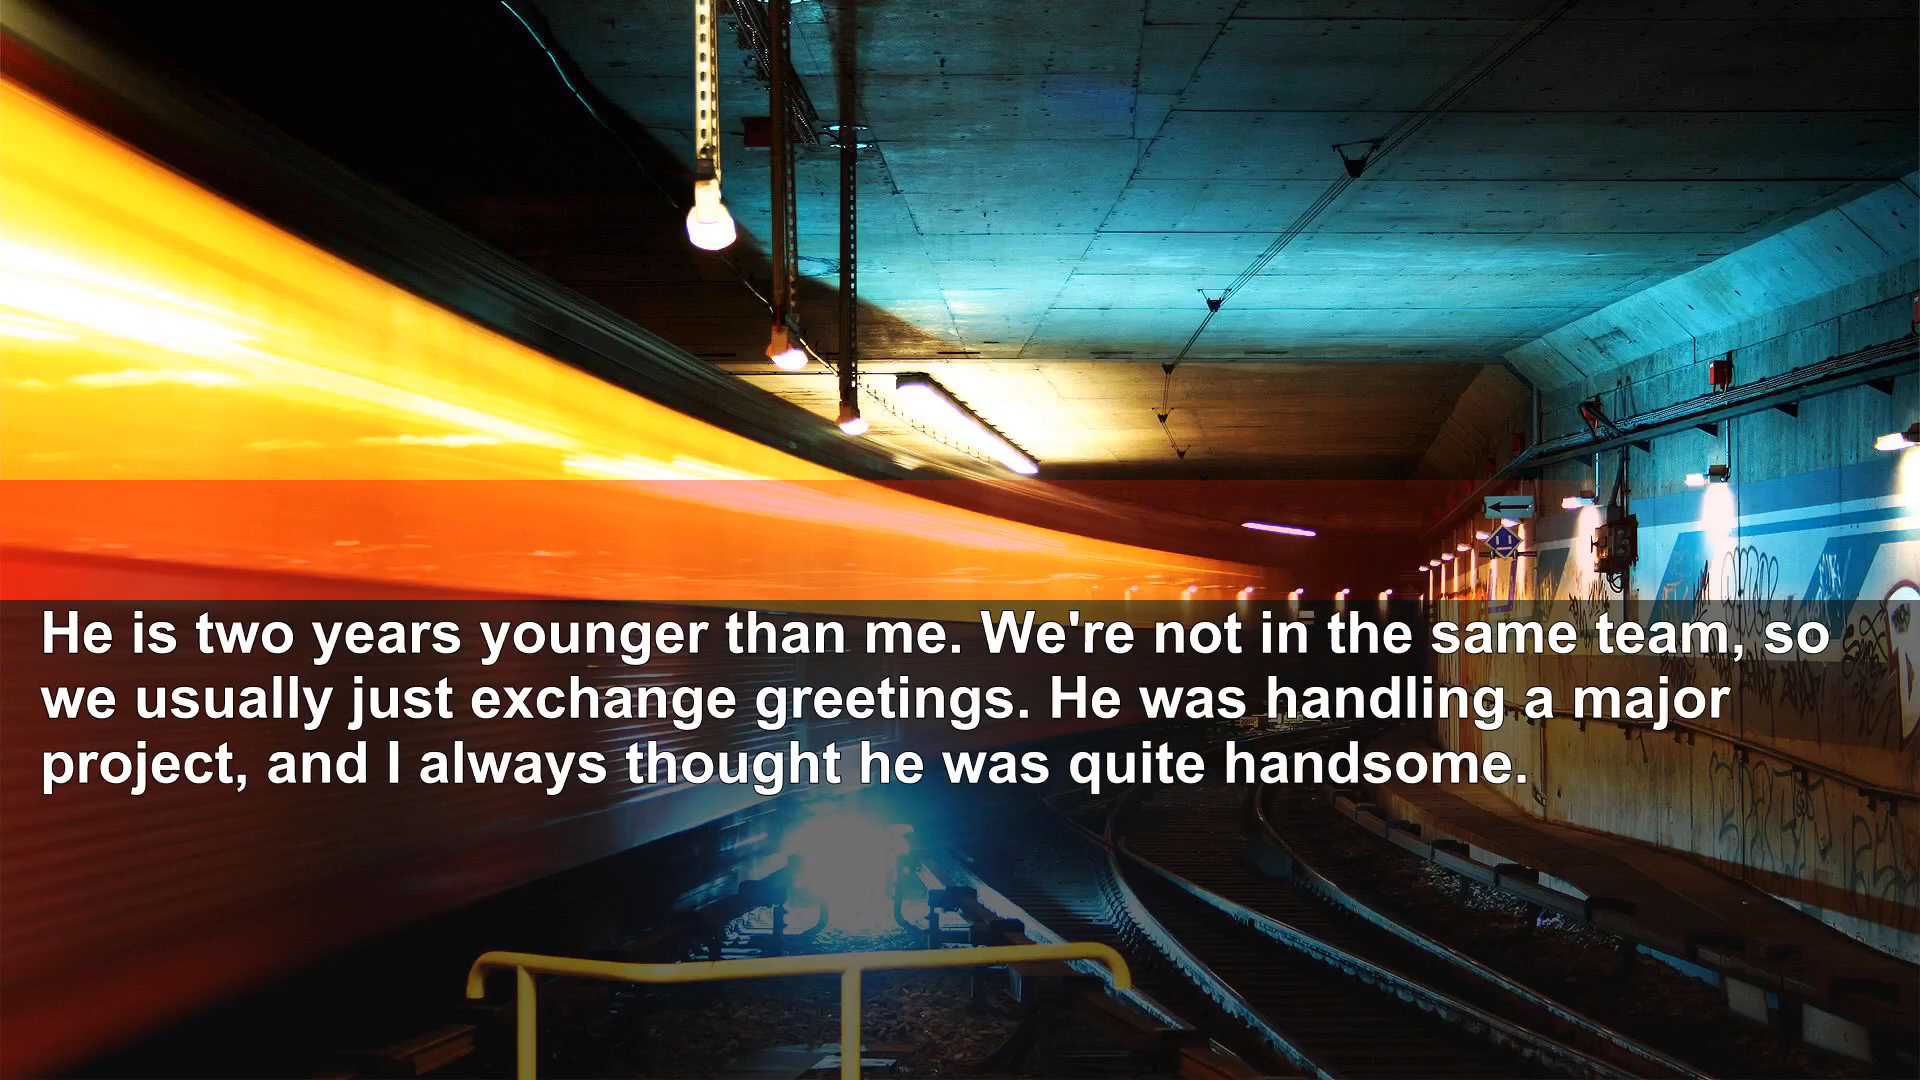 He is two years younger than me. We're not in the same team, so
we usually just exchange greetings. He was handling a major
project, and I always thought he was quite handsome.